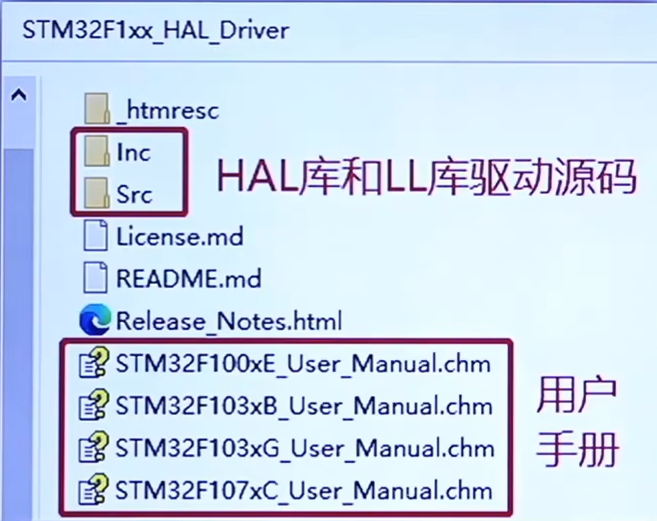 STM32F1xx_HAL_Driver
_htmresc
Inc
Src
HAL库和LL库驱动源码
License.md
README.md
Release_Notes.html
STM32F100xE_User_Manual.chm
STM32F103xB_User_Manual.chm
STM32F103xG_User_Manual.chm
STM32F107xC_User_Manual.chm
用户
手册